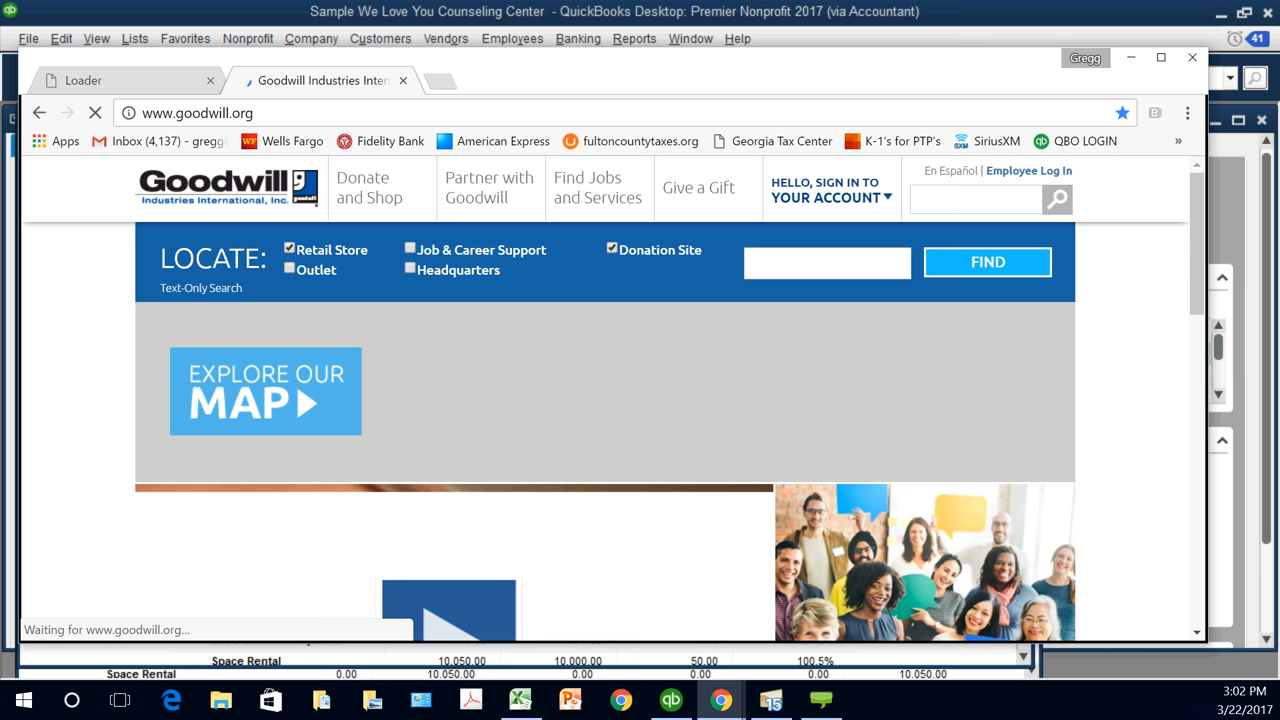 Sample We Love You Counseling Center - QuickBooks Desktop: Premier Nonprofit 2017 (via Accountant)
File Edit View Lists Favorites Nonprofit Company Customers Vendors Employees Banking Reports Window Help
41
Gregg
Loader
Goodwill Industries Inter
www.goodwill.org
Apps Inbox (4,137) - gregg Wells Fargo Fidelity Bank American Express fultoncountytaxes.org Georgia Tax Center K-1's for PTP's SiriusXM QBO LOGIN »
En Español | Employee Log In
Goodwill
Industries International, Inc.
Donate
and Shop
Partner with
Goodwill
Find Jobs
and Services
Give a Gift
HELLO, SIGN IN TO
YOUR ACCOUNT
LOCATE:
Text-Only Search
Retail Store
Outlet
Job & Career Support
Headquarters
Donation Site
FIND
EXPLORE OUR
MAP
Waiting for www.goodwill.org...
Space Rental 10,050.00 10,000.00 50.00 100.5%
Space Rental 0.00 10,050.00 0.00 0.00 10,050.00
15
3:02 PM
3/22/2017